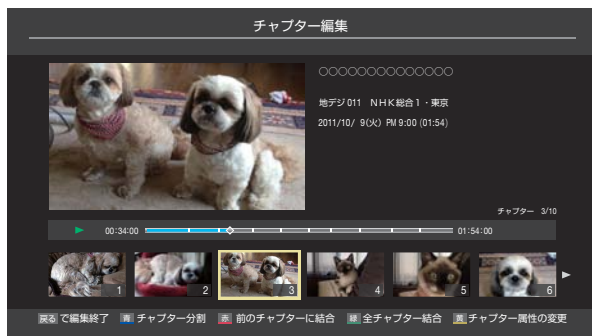 チャプター編集
○○○○○○○○○○○○○○
地デジ 011 NHK総合1・東京
2011/10/ 9(火) PM 9:00 (01:54)
チャプター 3/10
00:34:00 01:54:00
1 2 3 4 5 6
戻る で編集終了 青 チャプター分割 赤 前のチャプターに結合 緑 全チャプター結合 黄 チャプター属性の変更